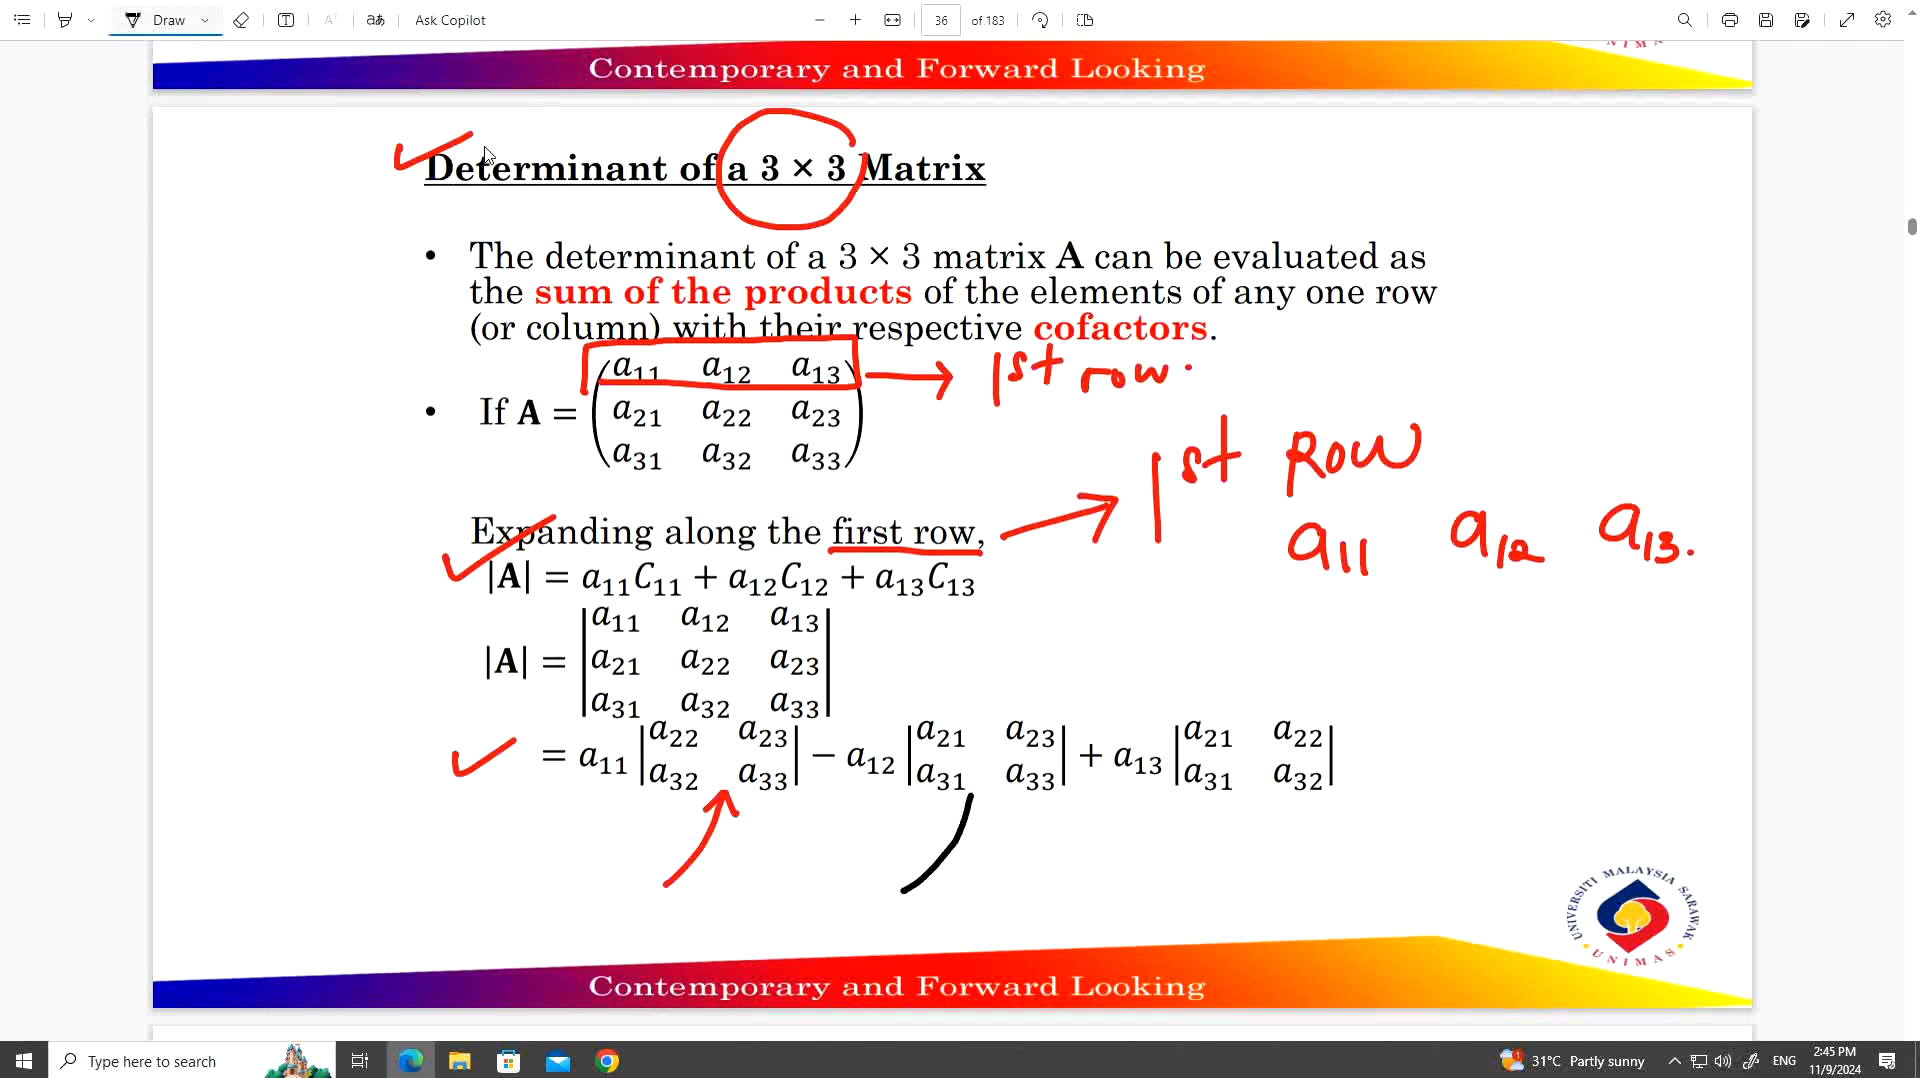 Draw
Ask Copilot
36 of 183
Contemporary and Forward Looking
Determinant of a 3 × 3 Matrix
• The determinant of a 3 × 3 matrix A can be evaluated as
the sum of the products of the elements of any one row
(or column) with their respective cofactors.
a11 a12 a13 → 1st row.
• If A = a21 a22 a23
a31 a32 a33
1st Row
a11 a12 a13.
Expanding along the first row,
|A| = a11C11 + a12C12 + a13C13
a11 a12 a13
|A| = a21 a22 a23
a31 a32 a33
= a11 |a22 a23| − a12 |a21 a23| + a13 |a21 a22|
|a32 a33| |a31 a33| |a31 a32|
UNIVERSITI MALAYSIA SARAWAK
UNIMAS
Contemporary and Forward Looking
Type here to search
31°C Partly sunny
ENG
2:45 PM
11/9/2024